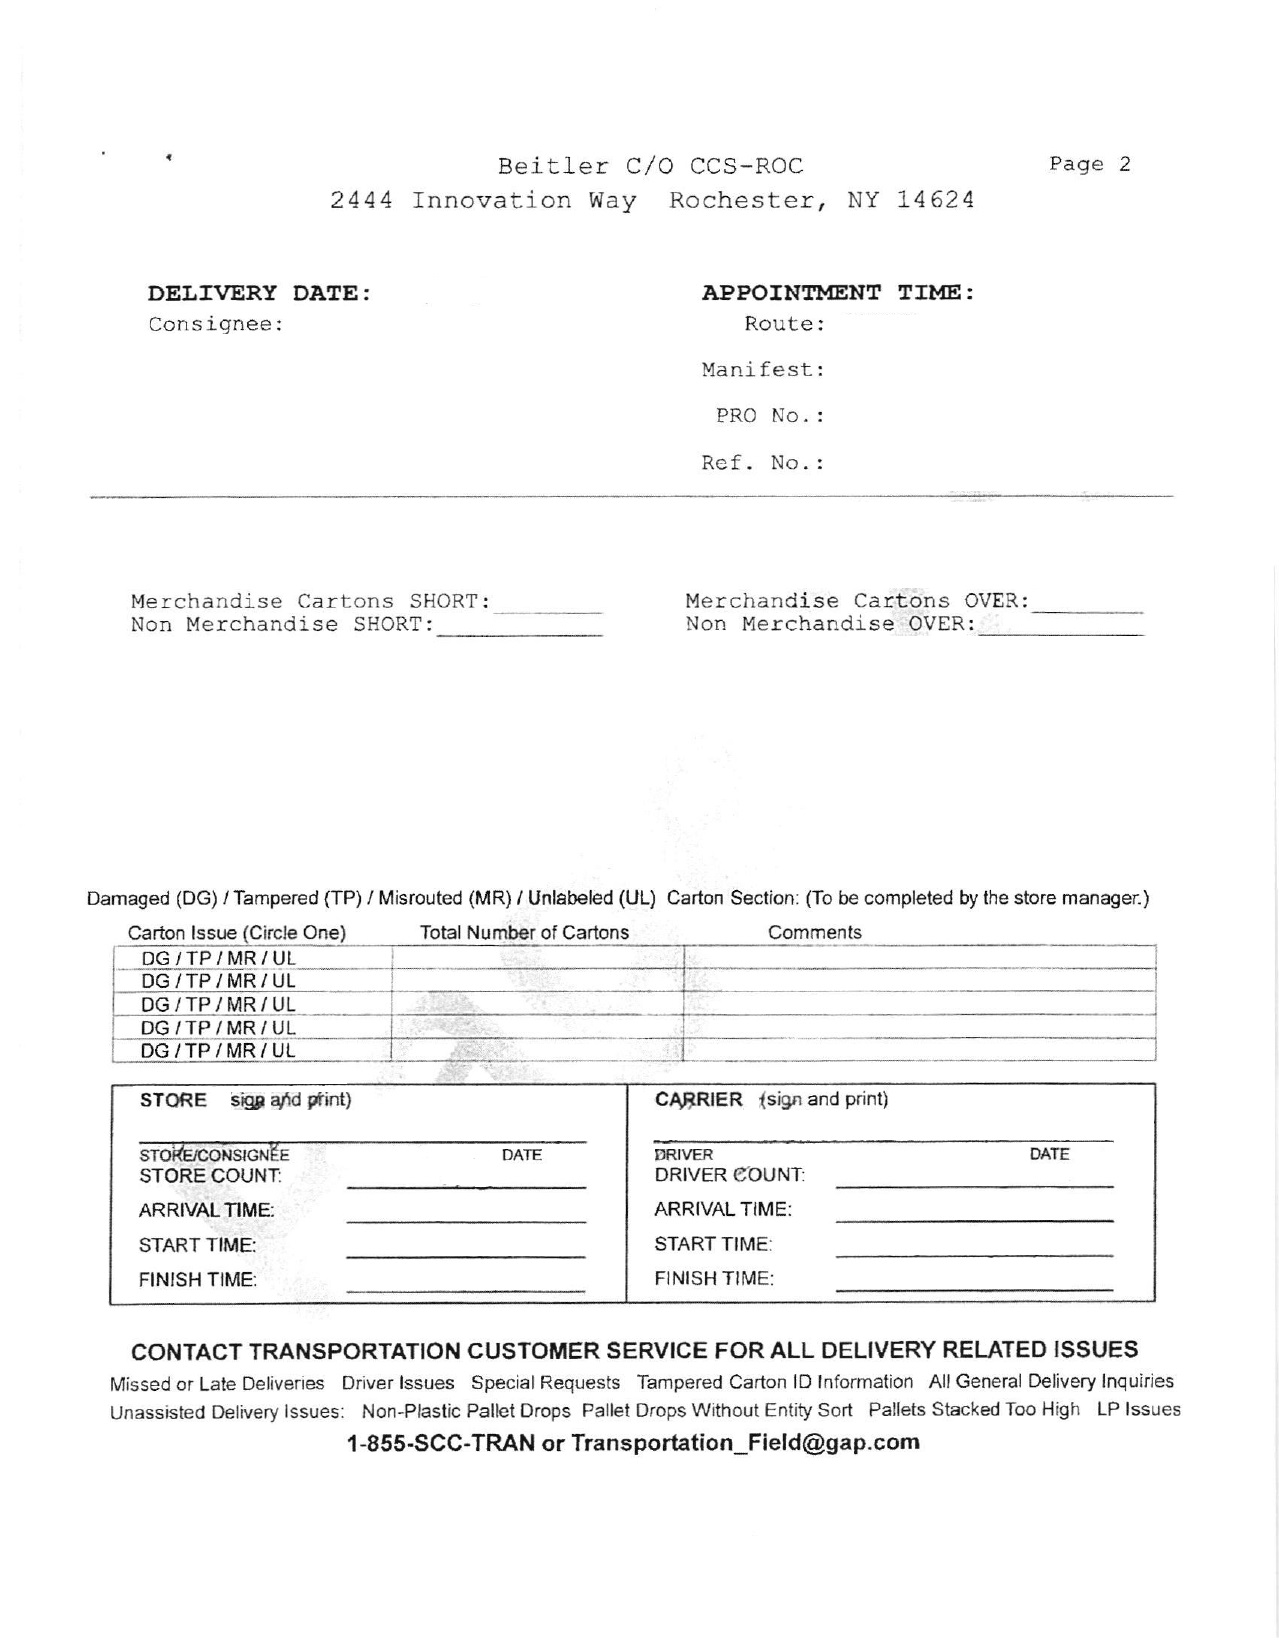 Beitler C/O CCS-ROC Page 2
2444 Innovation Way Rochester, NY 14624
DELIVERY DATE: APPOINTMENT TIME:
Consignee: Route:
Manifest:
PRO No.:
Ref. No.:
Merchandise Cartons SHORT: Merchandise Cartons OVER:
Non Merchandise SHORT: Non Merchandise OVER:
Damaged (DG) / Tampered (TP) / Misrouted (MR) / Unlabeled (UL) Carton Section: (To be completed by the store manager.)
Carton Issue (Circle One) Total Number of Cartons Comments
DG / TP / MR / UL
DG / TP / MR / UL
DG / TP / MR / UL
DG / TP / MR / UL
DG / TP / MR / UL
STORE sign and print) CARRIER (sign and print)
STORE/CONSIGNEE DATE DRIVER DATE
STORE COUNT: DRIVER COUNT:
ARRIVAL TIME: ARRIVAL TIME:
START TIME: START TIME:
FINISH TIME: FINISH TIME:
CONTACT TRANSPORTATION CUSTOMER SERVICE FOR ALL DELIVERY RELATED ISSUES
Missed or Late Deliveries Driver Issues Special Requests Tampered Carton ID Information All General Delivery Inquiries
Unassisted Delivery Issues: Non-Plastic Pallet Drops Pallet Drops Without Entity Sort Pallets Stacked Too High LP Issues
1-855-SCC-TRAN or Transportation_Field@gap.com